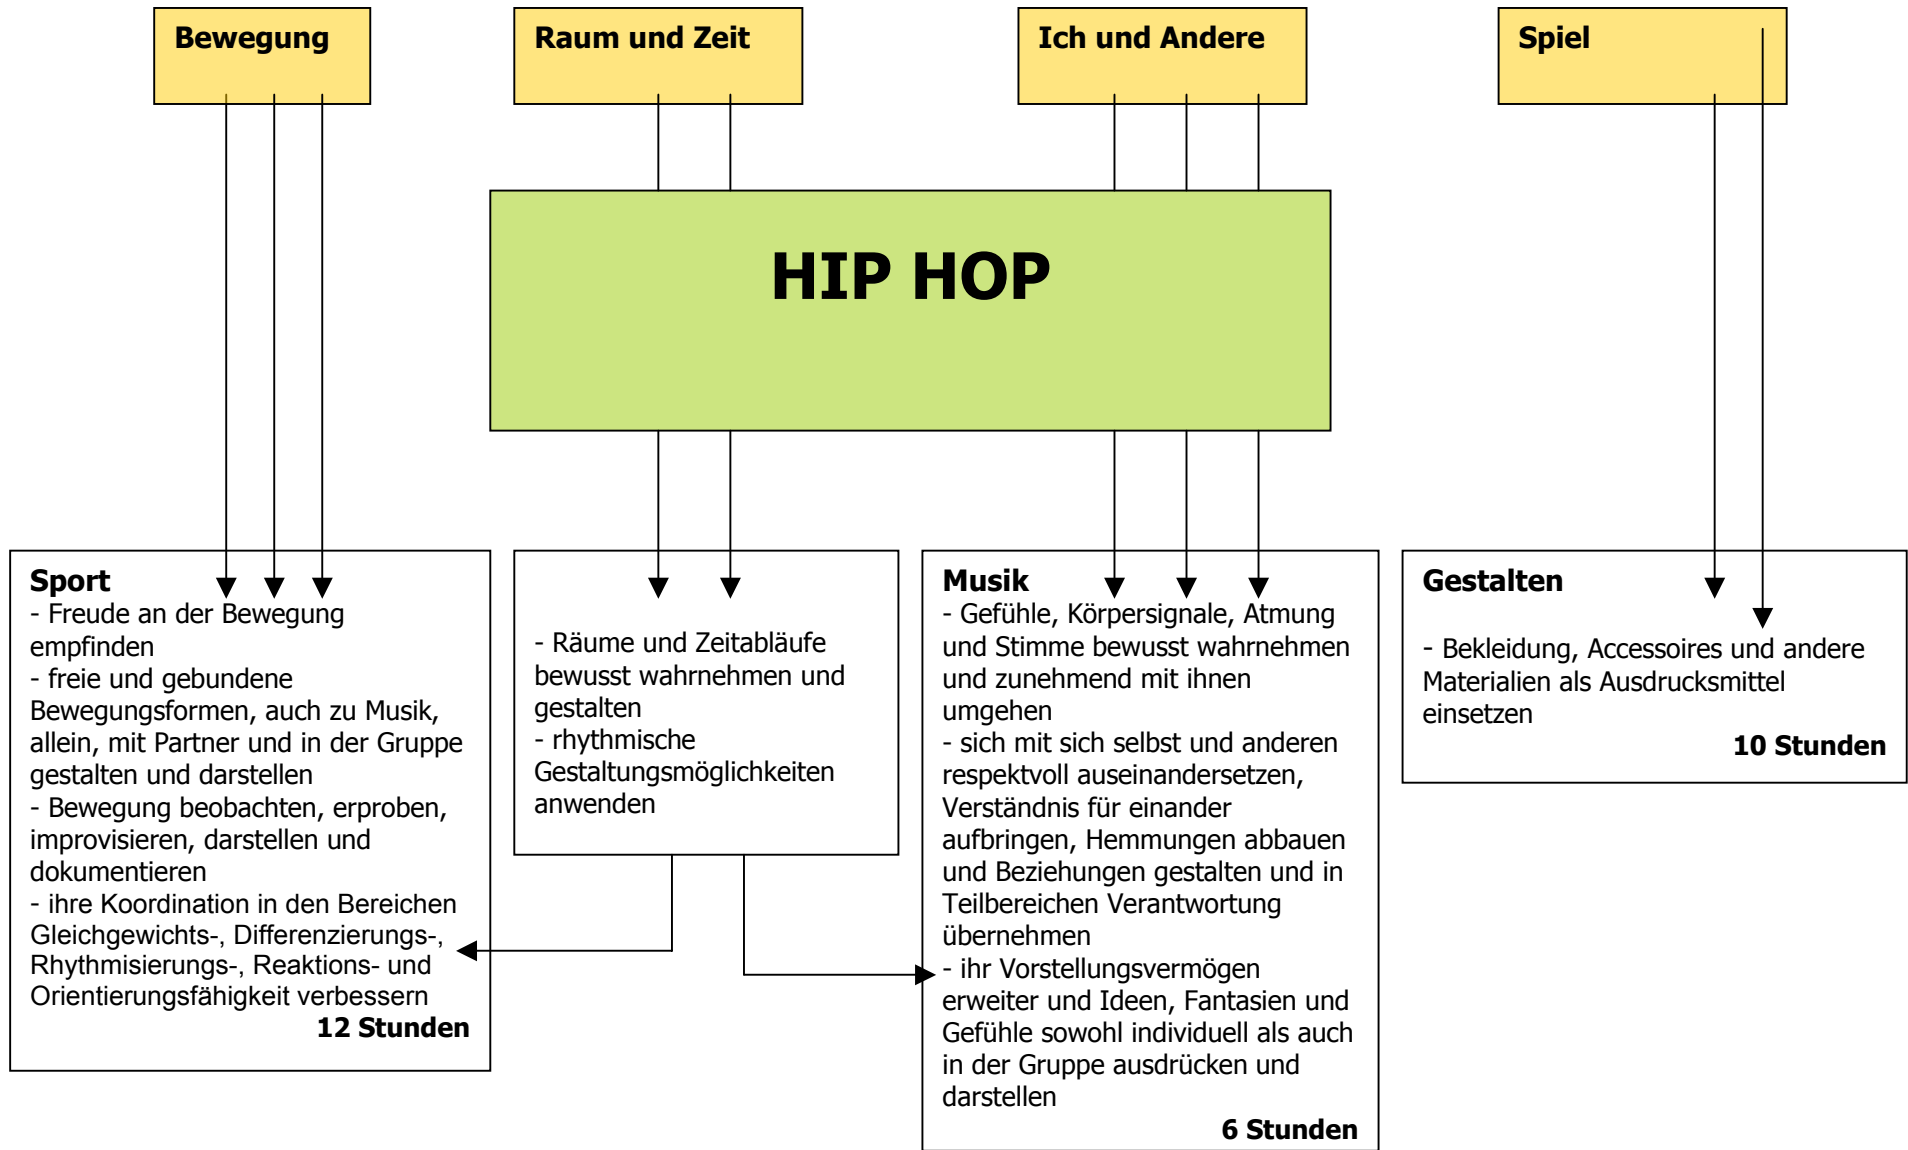 Bewegung
Raum und Zeit
Ich und Andere
Spiel
HIP HOP
Sport
- Freude an der Bewegung
empfinden
- freie und gebundene
Bewegungsformen, auch zu Musik,
allein, mit Partner und in der Gruppe
gestalten und darstellen
- Bewegung beobachten, erproben,
improvisieren, darstellen und
dokumentieren
- ihre Koordination in den Bereichen
Gleichgewichts-, Differenzierungs-,
Rhythmisierungs-, Reaktions- und
Orientierungsfähigkeit verbessern
12 Stunden
- Räume und Zeitabläufe
bewusst wahrnehmen und
gestalten
- rhythmische
Gestaltungsmöglichkeiten
anwenden
Musik
- Gefühle, Körpersignale, Atmung
und Stimme bewusst wahrnehmen
und zunehmend mit ihnen
umgehen
- sich mit sich selbst und anderen
respektvoll auseinandersetzen,
Verständnis für einander
aufbringen, Hemmungen abbauen
und Beziehungen gestalten und in
Teilbereichen Verantwortung
übernehmen
- ihr Vorstellungsvermögen
erweiter und Ideen, Fantasien und
Gefühle sowohl individuell als auch
in der Gruppe ausdrücken und
darstellen
6 Stunden
Gestalten
- Bekleidung, Accessoires und andere
Materialien als Ausdrucksmittel
einsetzen
10 Stunden